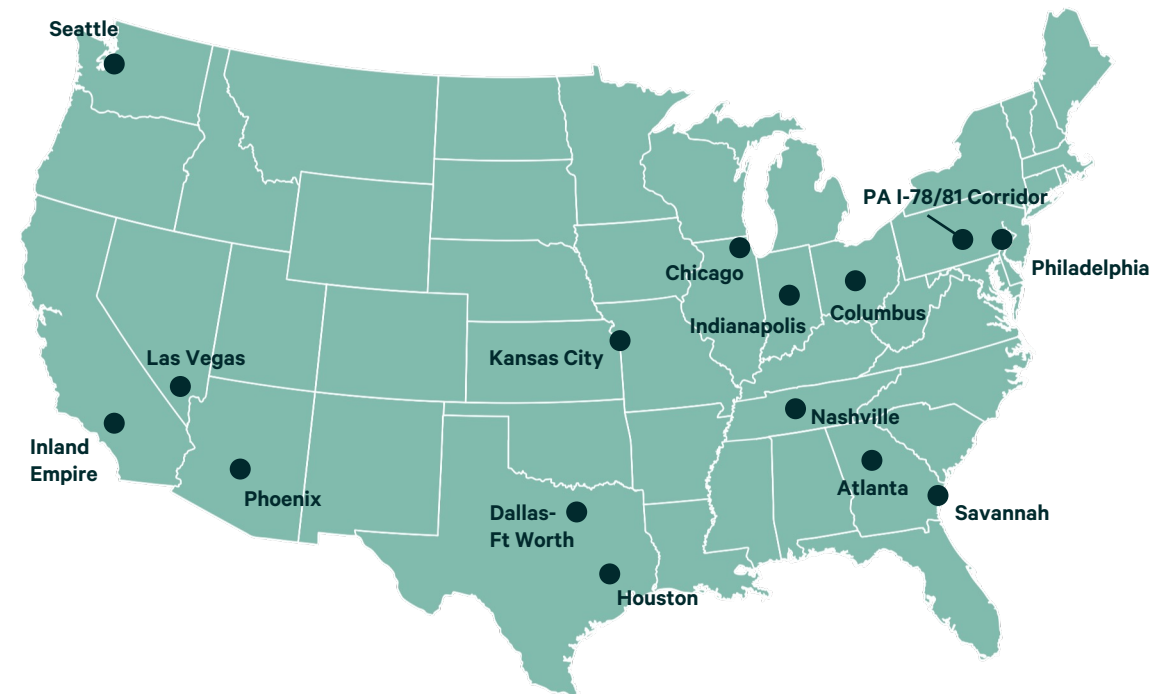 Seattle
PA I-78/81 Corridor
Philadelphia
Chicago
Columbus
Indianapolis
Kansas City
Las Vegas
Nashville
Inland
Empire
Phoenix
Atlanta
Dallas-
Ft Worth
Savannah
Houston